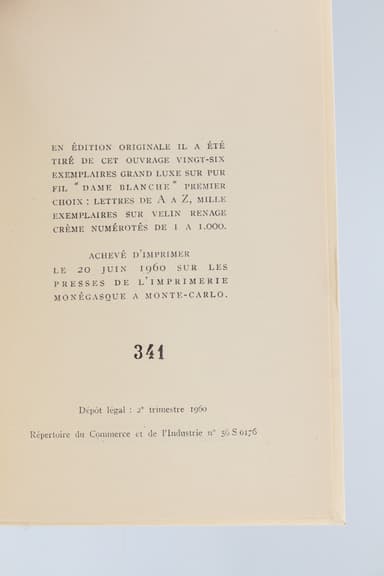 EN ÉDITION ORIGINALE IL A ÉTÉ
TIRÉ DE CET OUVRAGE VINGT-SIX
EXEMPLAIRES GRAND LUXE SUR PUR
FIL "DAME BLANCHE" PREMIER
CHOIX : LETTRES DE A A Z, MILLE
EXEMPLAIRES SUR VELIN RENAGE
CRÈME NUMÉROTÉS DE 1 A 1.000.
ACHEVÉ D'IMPRIMER
LE 20 JUIN 1960 SUR LES
PRESSES DE L'IMPRIMERIE
MONÉGASQUE A MONTE-CARLO.
341
Dépôt légal : 2e trimestre 1960
Répertoire du Commerce et de l'Industrie n° 56 S 0176